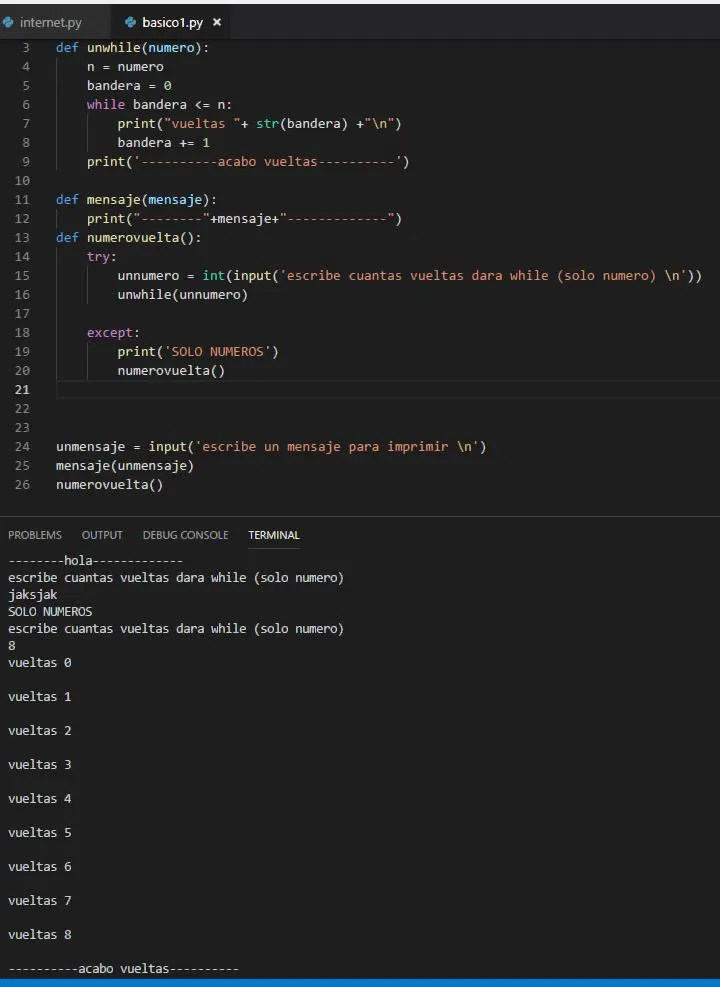 internet.py basico1.py ×
3 def unwhile(numero):
4     n = numero
5     bandera = 0
6     while bandera <= n:
7         print("vueltas "+ str(bandera) +"\n")
8         bandera += 1
9     print('----------acabo vueltas----------')
10
11 def mensaje(mensaje):
12     print("--------"+mensaje+"-------------")
13 def numerovuelta():
14     try:
15         unnumero = int(input('escribe cuantas vueltas dara while (solo numero) \n'))
16         unwhile(unnumero)
17
18     except:
19         print('SOLO NUMEROS')
20         numerovuelta()
21
22
23
24 unmensaje = input('escribe un mensaje para imprimir \n')
25 mensaje(unmensaje)
26 numerovuelta()
PROBLEMS OUTPUT DEBUG CONSOLE TERMINAL
--------hola-------------
escribe cuantas vueltas dara while (solo numero)
jaksjak
SOLO NUMEROS
escribe cuantas vueltas dara while (solo numero)
8
vueltas 0
vueltas 1
vueltas 2
vueltas 3
vueltas 4
vueltas 5
vueltas 6
vueltas 7
vueltas 8
----------acabo vueltas----------